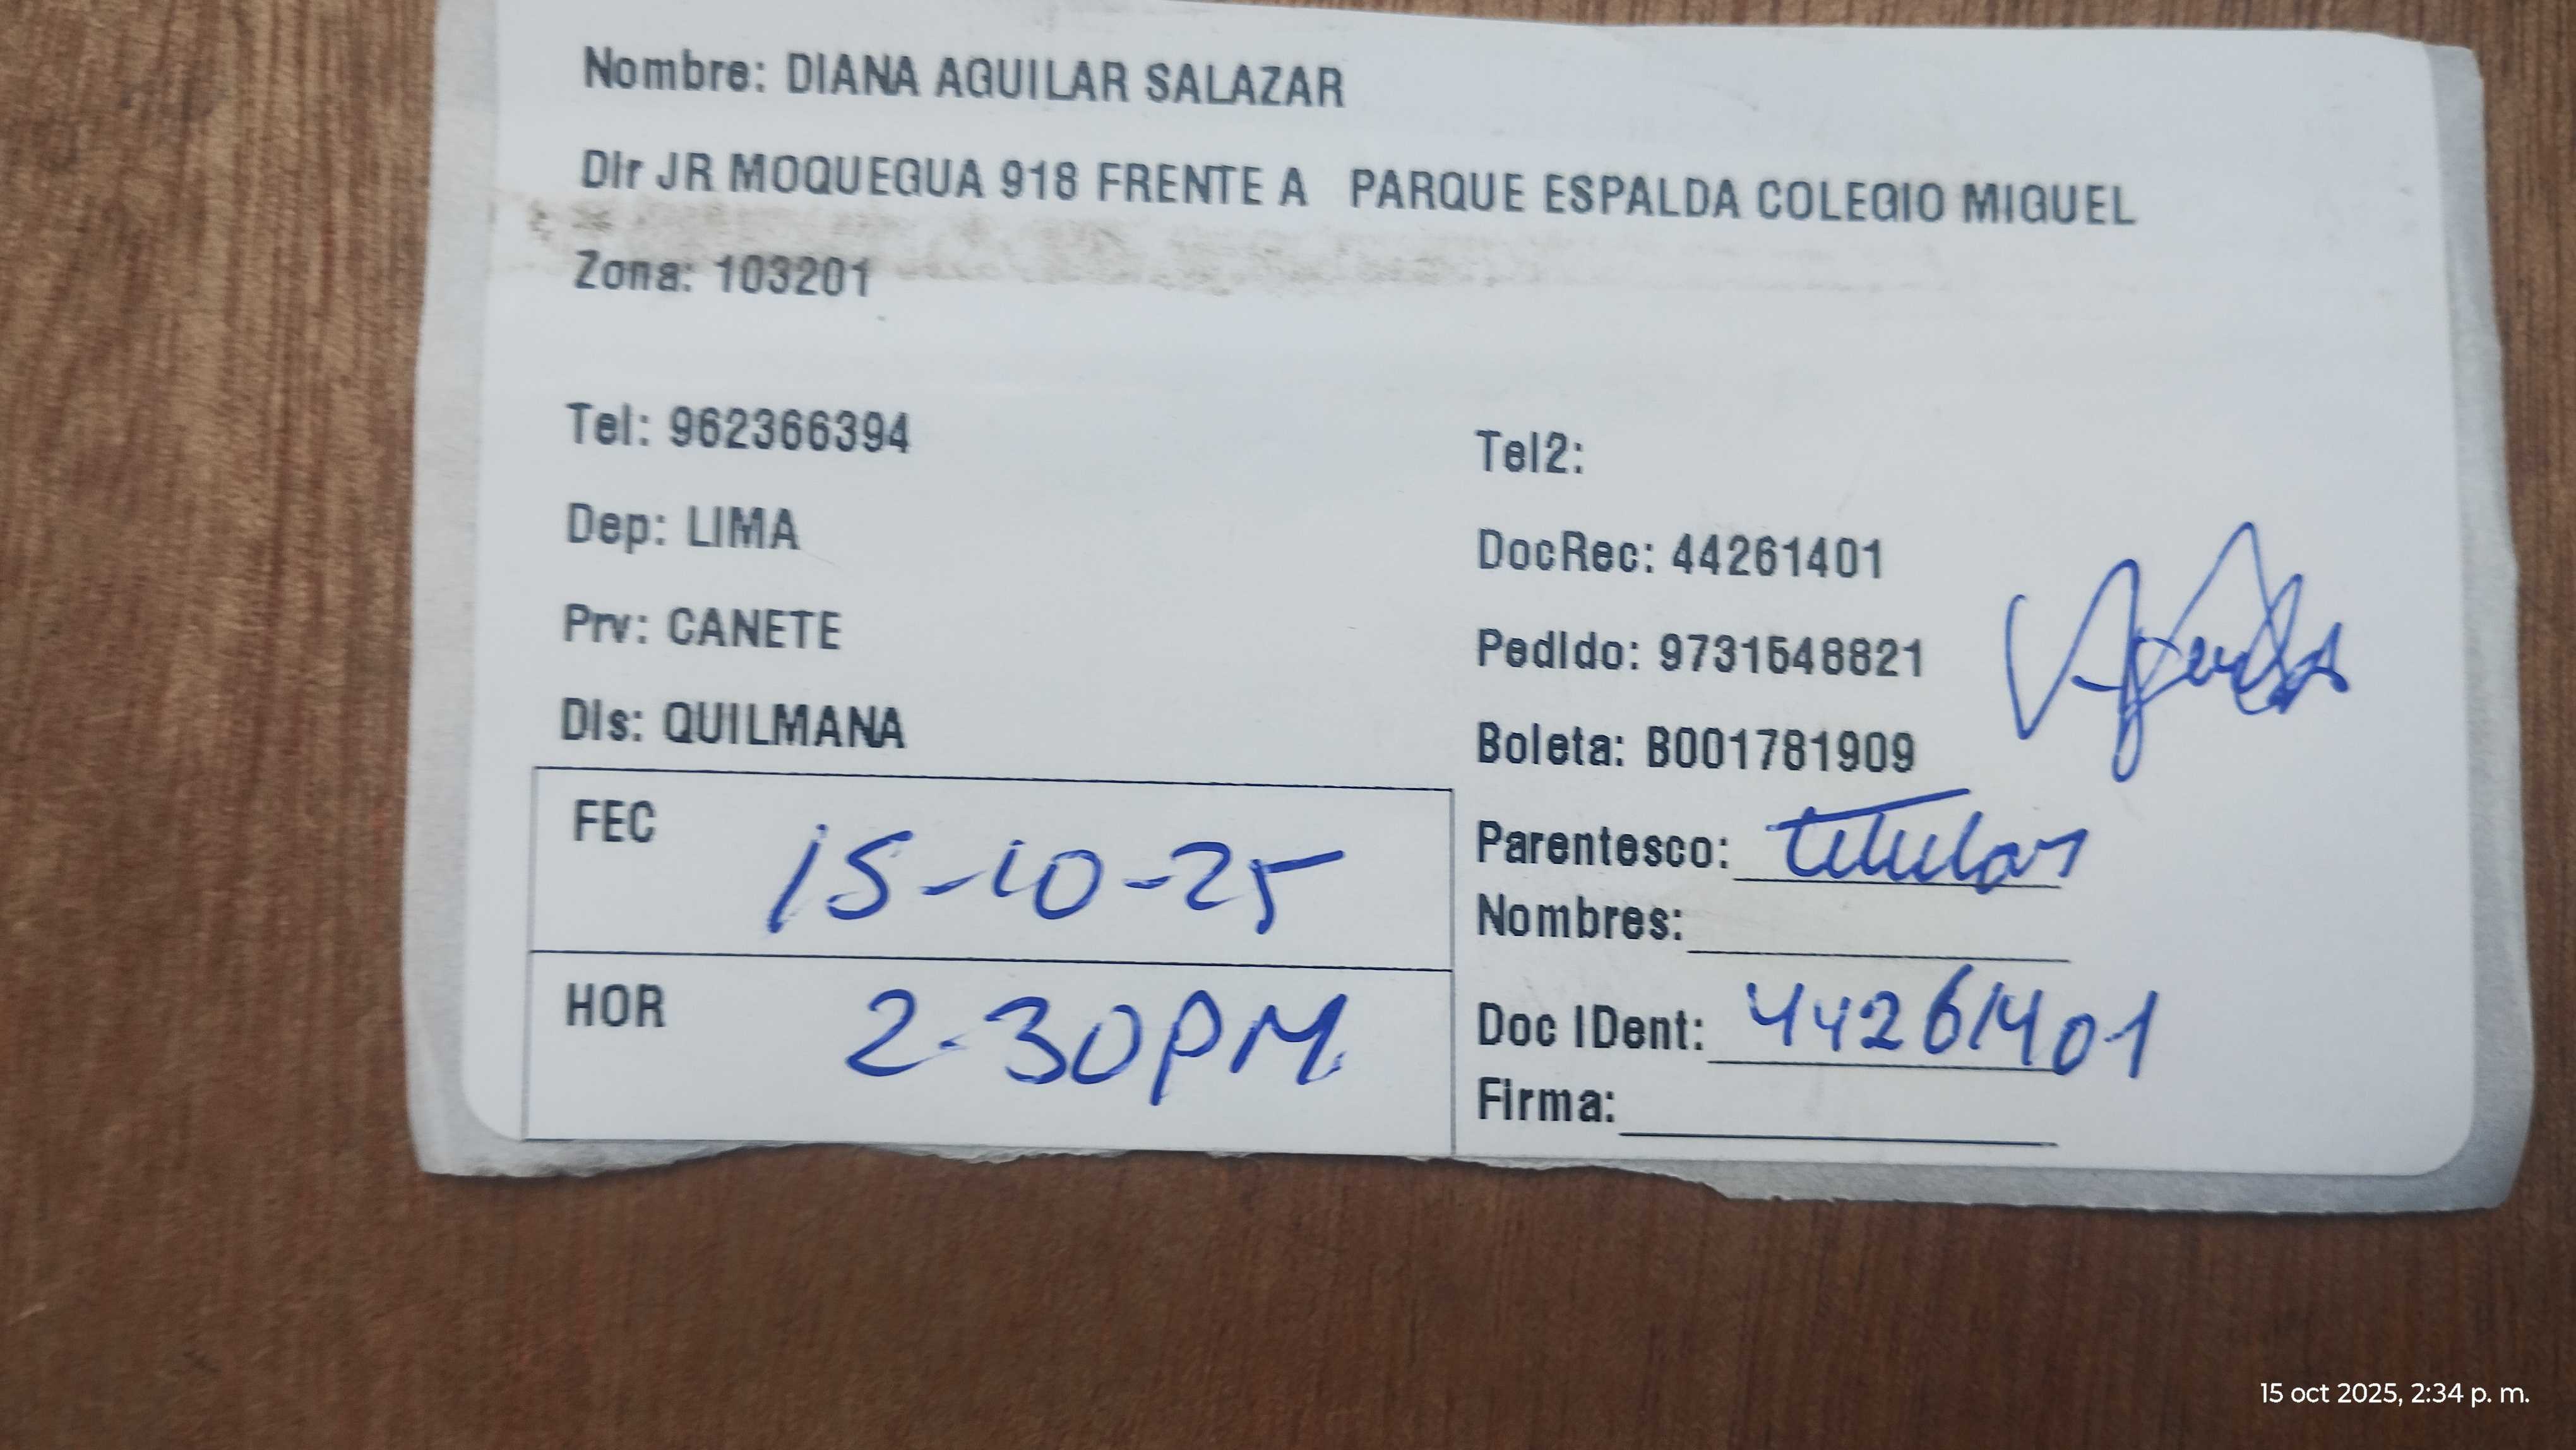 Nombre: DIANA AGUILAR SALAZAR
Dir JR MOQUEGUA 918 FRENTE A PARQUE ESPALDA COLEGIO MIGUEL
Zona: 103201
Tel: 962366394
Tel2:
Dep: LIMA
DocRec: 44261401
Prv: CANETE
Pedido: 9731548821
Dis: QUILMANA
Boleta: B001781909
FEC 15-10-25
Parentesco: titular
Nombres:
HOR 2-30PM
Doc IDent: 44261401
Firma:
15 oct 2025, 2:34 p. m.